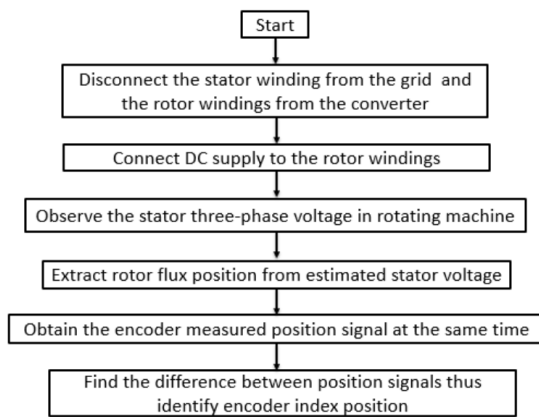 Start
Disconnect the stator winding from the grid and
the rotor windings from the converter
Connect DC supply to the rotor windings
Observe the stator three-phase voltage in rotating machine
Extract rotor flux position from estimated stator voltage
Obtain the encoder measured position signal at the same time
Find the difference between position signals thus
identify encoder index position